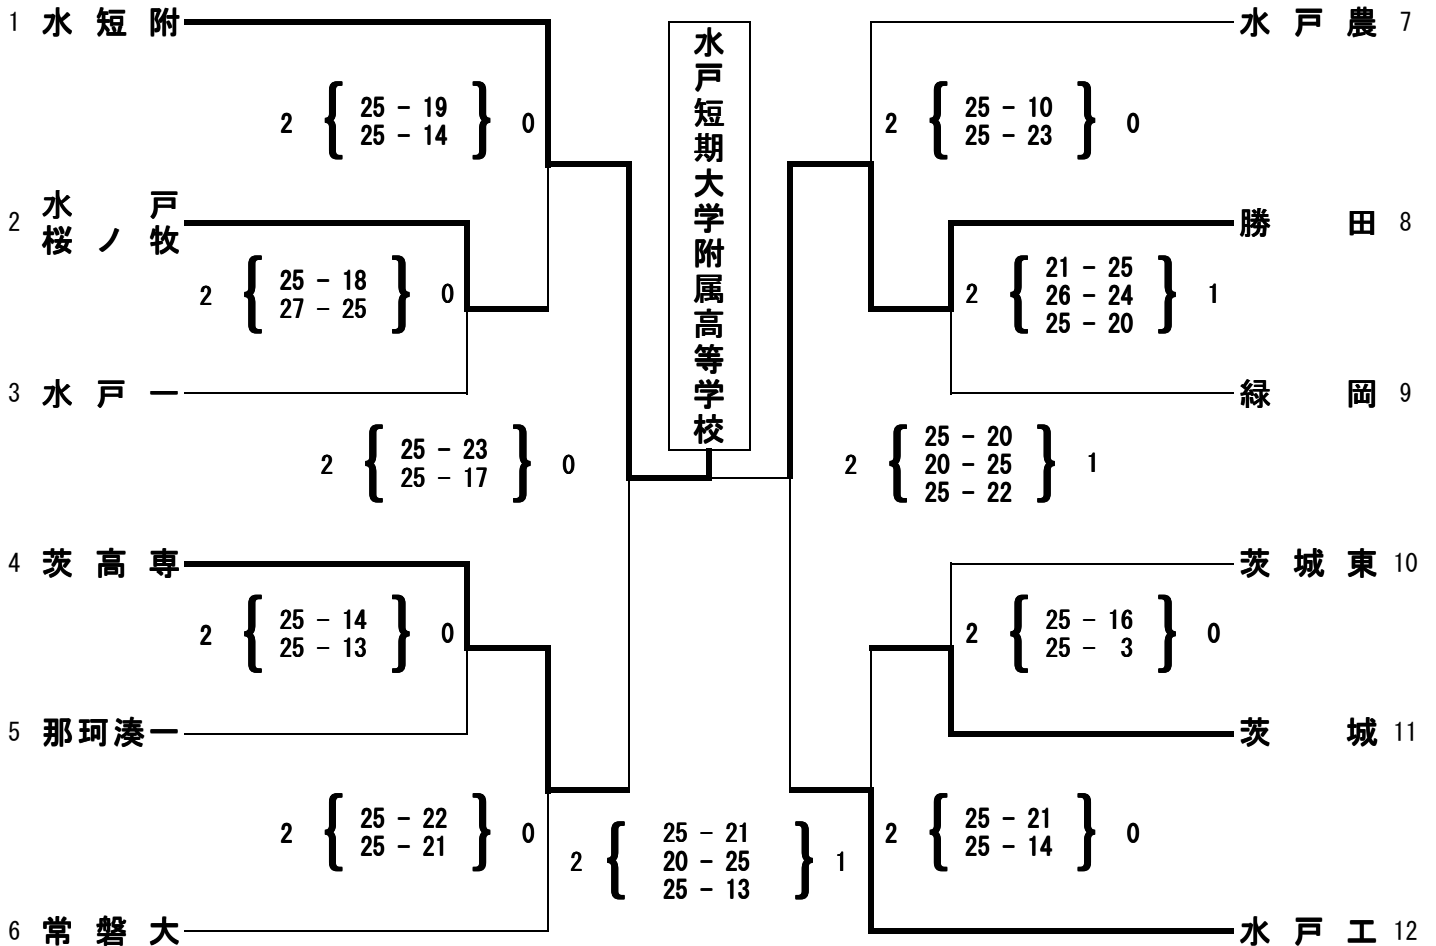 1 水短附
2 水戸桜ノ牧
3 水戸一
4 茨高専
5 那珂湊一
6 常磐大
水戸短期大学附属高等学校
水戸農 7
勝田 8
緑岡 9
茨城東 10
茨城 11
水戸工 12
2 { 25 - 19 } 0
25 - 14
2 { 25 - 18 } 0
27 - 25
2 { 25 - 23 } 0
25 - 17
2 { 25 - 14 } 0
25 - 13
2 { 25 - 22 } 0
25 - 21
2 { 25 - 21 } 1
20 - 25
25 - 13
2 { 25 - 10 } 0
25 - 23
2 { 21 - 25 } 1
26 - 24
25 - 20
2 { 25 - 20 } 1
20 - 25
25 - 22
2 { 25 - 16 } 0
25 - 3
2 { 25 - 21 } 0
25 - 14